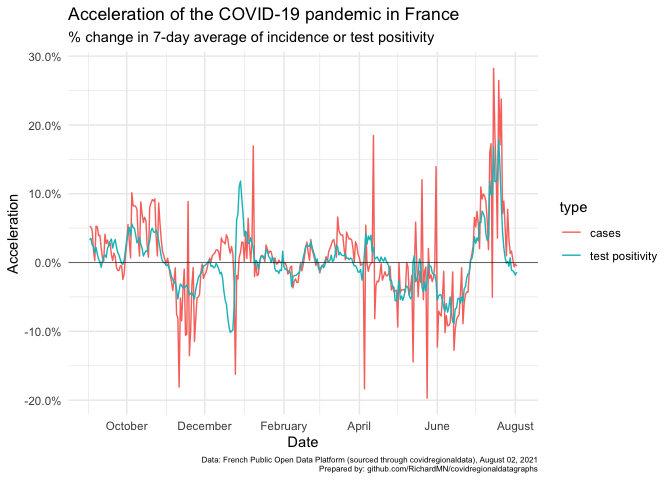 Acceleration of the COVID-19 pandemic in France
% change in 7-day average of incidence or test positivity
30.0%
20.0%
10.0%
0.0%
-10.0%
-20.0%
Acceleration
October December February April June August
Date
type
cases
test positivity
Data: French Public Open Data Platform (sourced through covidregionaldata), August 02, 2021
Prepared by: github.com/RichardMN/covidregionaldatagraphs